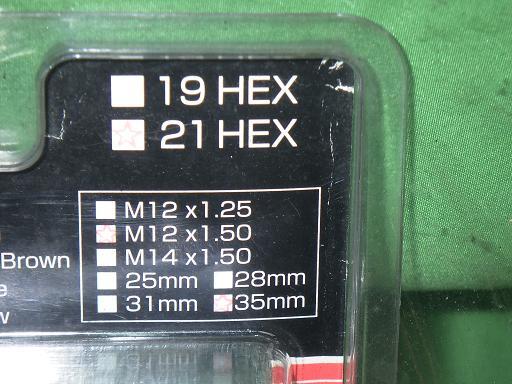 19 HEX
21 HEX
M12 x1.25
M12 x1.50
M14 x1.50
Brown
25mm 28mm
e
31mm 35mm
w